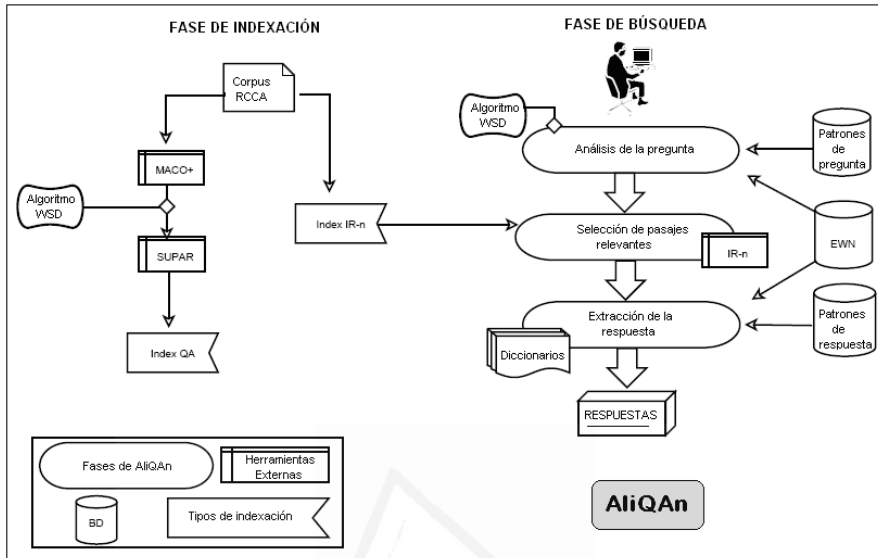 FASE DE INDEXACIÓN
Corpus
RCCA
MACO+
Algoritmo
WSD
SUPAR
Index QA
Index IR-n
FASE DE BÚSQUEDA
Algoritmo
WSD
Análisis de la pregunta
Patrones
de
pregunta
Selección de pasajes
relevantes
IR-n
EWN
Extracción de la
respuesta
Diccionarios
Patrones
de
respuesta
RESPUESTAS
Fases de AliQAn
Herramientas
Externas
BD
Tipos de indexación
AliQAn